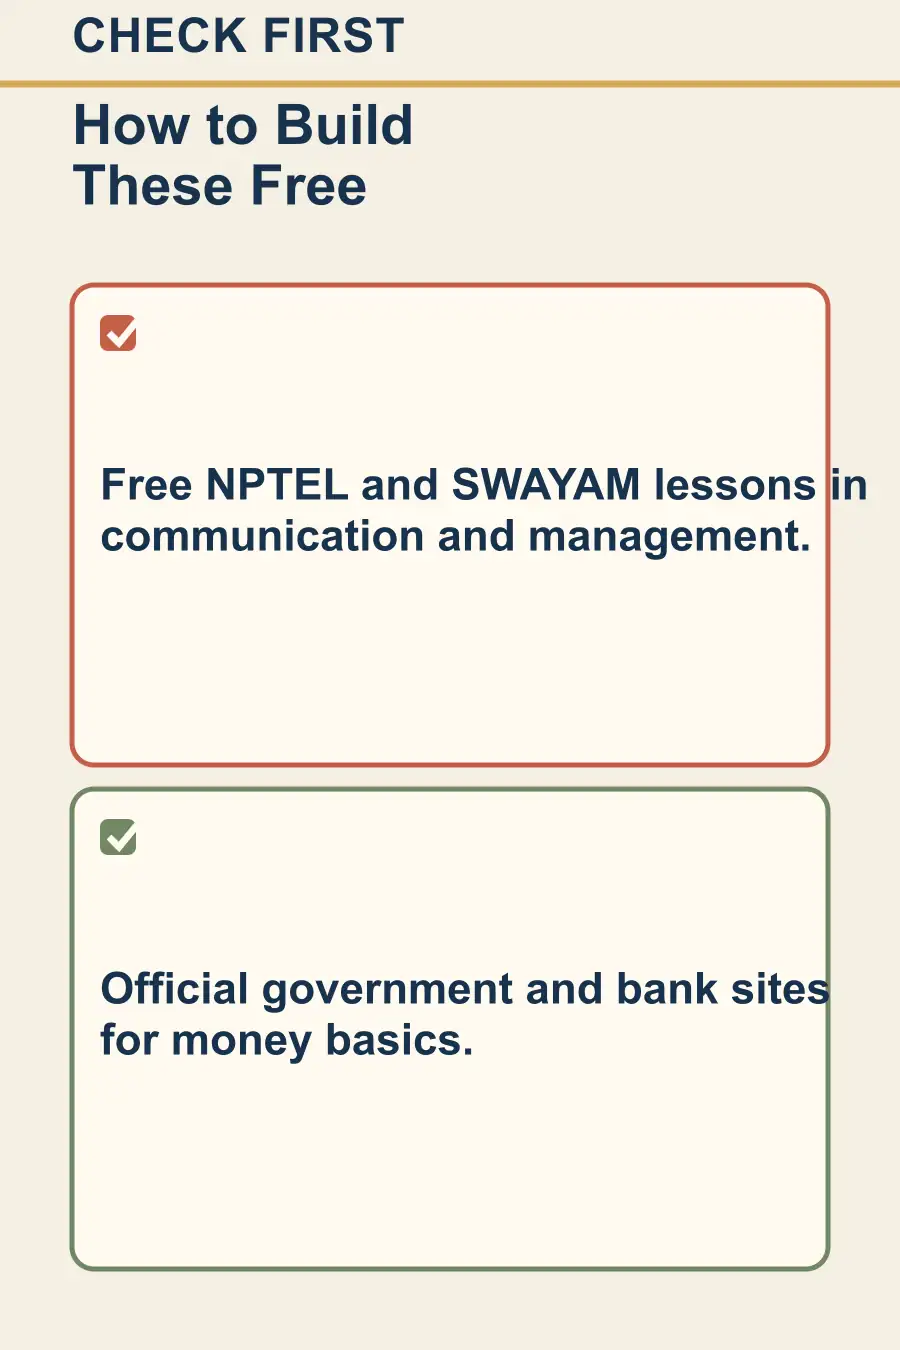 CHECK FIRST
How to Build
These Free
Free NPTEL and SWAYAM lessons in
communication and management.
Official government and bank sites
for money basics.